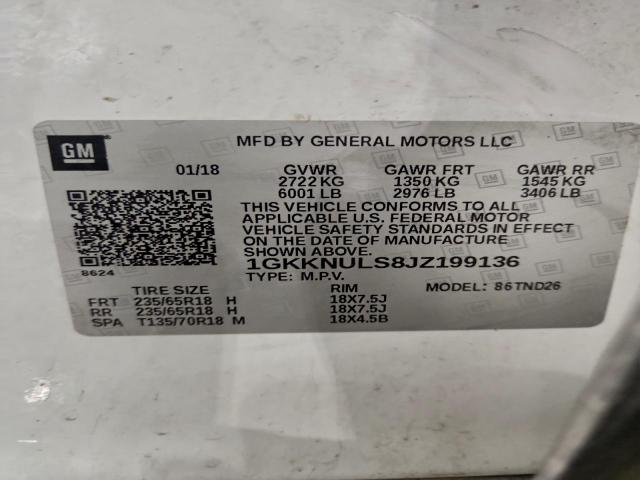 GM
MFD BY GENERAL MOTORS LLC
01/18 GVWR GAWR FRT GAWR RR
2722 KG 1350 KG 1545 KG
6001 LB 2976 LB 3406 LB
THIS VEHICLE CONFORMS TO ALL
APPLICABLE U.S. FEDERAL MOTOR
VEHICLE SAFETY STANDARDS IN EFFECT
ON THE DATE OF MANUFACTURE
SHOWN ABOVE.
8624
1GKKNULS8JZ199136
TYPE: M.P.V. MODEL: 86TND26
TIRE SIZE RIM
FRT 235/65R18 H 18X7.5J
RR 235/65R18 H 18X7.5J
SPA T135/70R18 M 18X4.5B